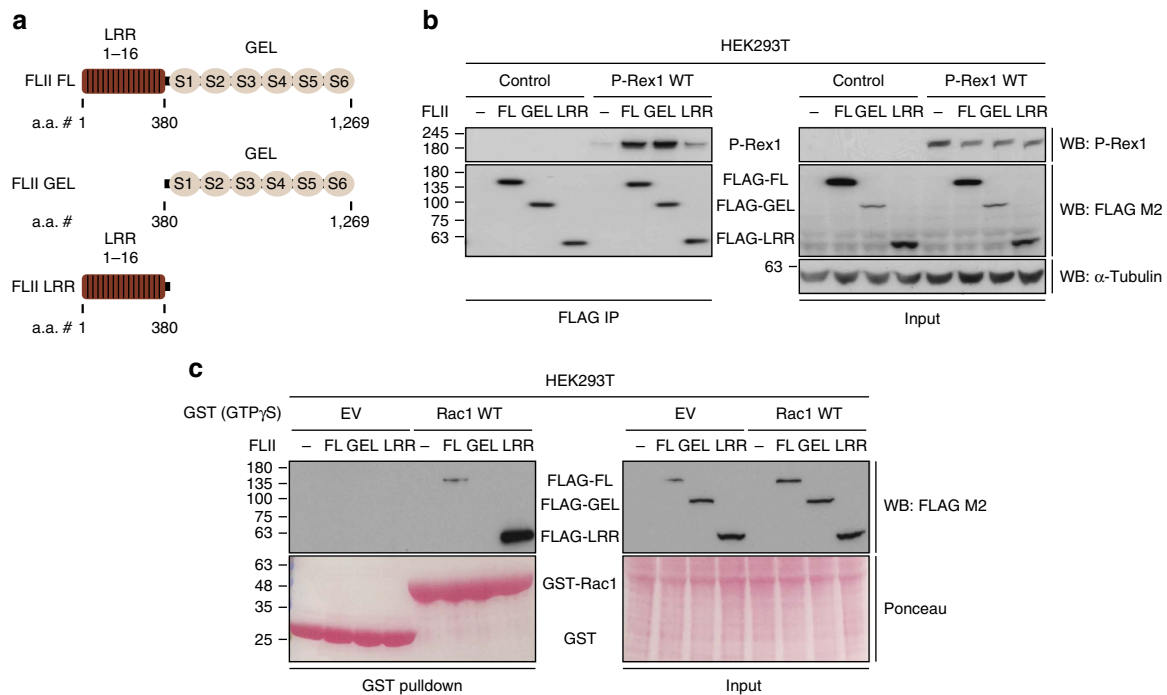 a
LRR
1–16
GEL
FLII FL
S1 S2 S3 S4 S5 S6
a.a. # 1 380 1,269
GEL
FLII GEL
S1 S2 S3 S4 S5 S6
a.a. # 380 1,269
LRR
1–16
FLII LRR
a.a. # 1 380
b
HEK293T
Control P-Rex1 WT Control P-Rex1 WT
FLII – FL GEL LRR – FL GEL LRR – FL GEL LRR – FL GEL LRR
245
180
P-Rex1
WB: P-Rex1
180
135
100
75
63
FLAG-FL
FLAG-GEL
FLAG-LRR
WB: FLAG M2
63
WB: α-Tubulin
FLAG IP Input
c
HEK293T
GST (GTPγS) EV Rac1 WT EV Rac1 WT
FLII – FL GEL LRR – FL GEL LRR – FL GEL LRR – FL GEL LRR
180
135
100
75
63
FLAG-FL
FLAG-GEL
FLAG-LRR
WB: FLAG M2
63
48
35
25
GST-Rac1
GST
Ponceau
GST pulldown Input